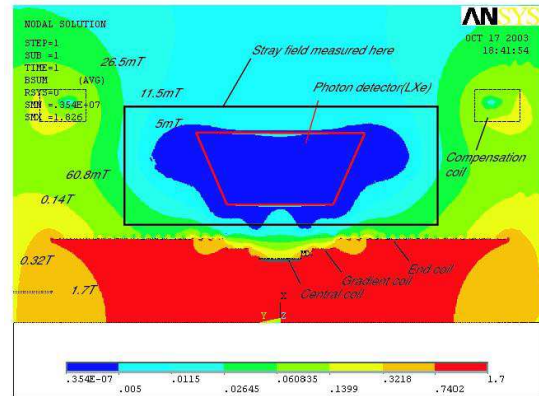 NODAL SOLUTION
STEP=1
SUB =1
TIME=1
BSUM (AVG)
RSYS=0
SMN =.354E-07
SMX =1.826
ANSYS
OCT 17 2003
18:41:54
26.5mT
Stray field measured here
11.5mT
Photon detector(LXe)
5mT
Compensation
coil
60.8mT
0.14T
0.32T
1.7T
End coil
Gradient coil
Central coil
X
Y Z
.354E-07 .0115 .060835 .3218 1.7
.005 .02645 .1399 .7402